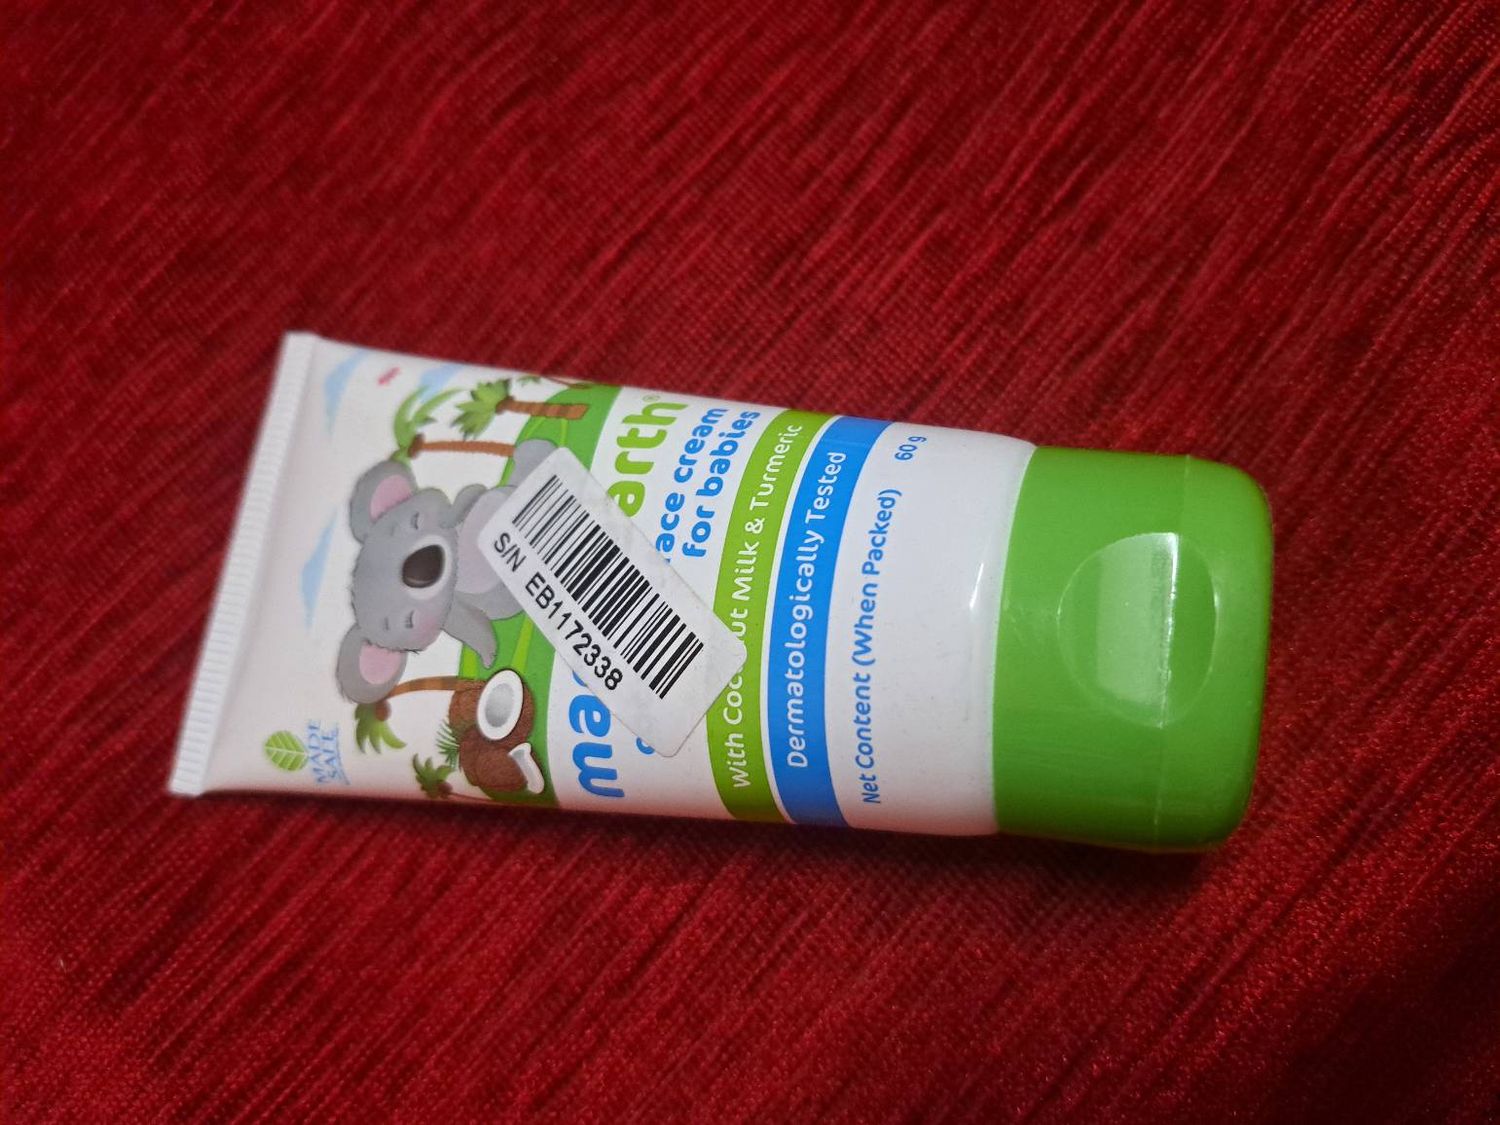 MADE
SAFE
ma arth®
ace cream
for babies
With Coc ut Milk & Turmeric
Dermatologically Tested
Net Content (When Packed) 60 g
S/N EB1172338